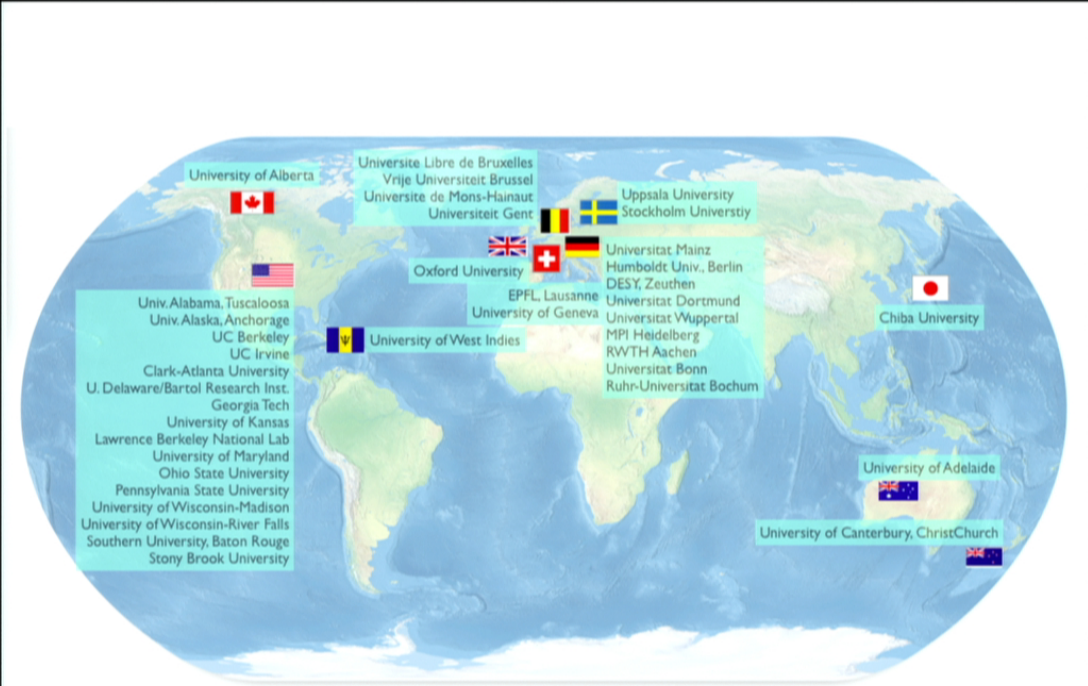 University of Alberta
Universite Libre de Bruxelles
Vrije Universiteit Brussel
Universite de Mons-Hainaut
Universiteit Gent
Uppsala University
Stockholm Universtiy
Oxford University
EPFL, Lausanne
University of Geneva
Universitat Mainz
Humboldt Univ., Berlin
DESY, Zeuthen
Universitat Dortmund
Universitat Wuppertal
MPI Heidelberg
RWTH Aachen
Universitat Bonn
Ruhr-Universitat Bochum
Chiba University
Univ. Alabama, Tuscaloosa
Univ. Alaska, Anchorage
UC Berkeley
UC Irvine
Clark-Atlanta University
U. Delaware/Bartol Research Inst.
Georgia Tech
University of Kansas
Lawrence Berkeley National Lab
University of Maryland
Ohio State University
Pennsylvania State University
University of Wisconsin-Madison
University of Wisconsin-River Falls
Southern University, Baton Rouge
Stony Brook University
University of West Indies
University of Adelaide
University of Canterbury, ChristChurch